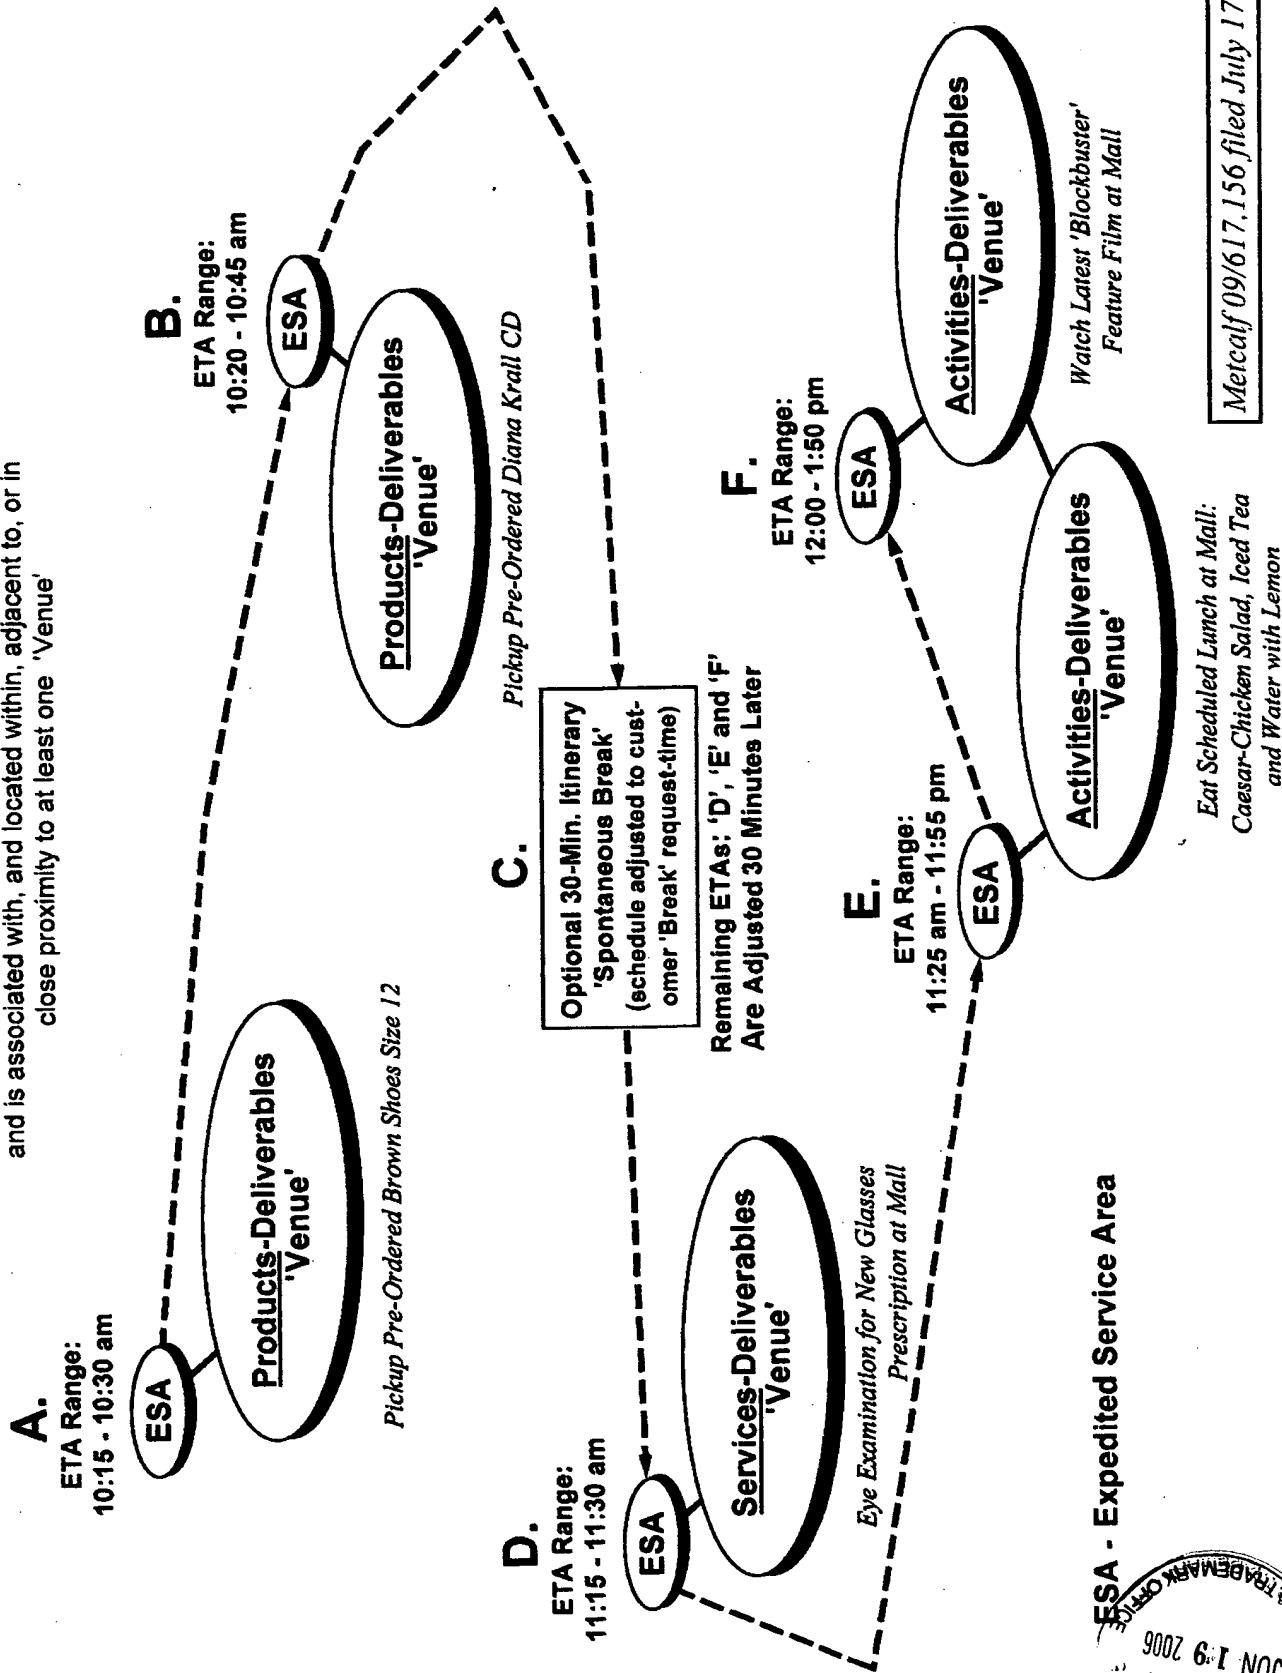 and is associated with, and located within, adjacent to, or in
close proximity to at least one 'Venue'
A.
ETA Range:
10:15 - 10:30 am
ESA
Products-Deliverables
'Venue'
Pickup Pre-Ordered Brown Shoes Size 12
B.
ETA Range:
10:20 - 10:45 am
ESA
Products-Deliverables
'Venue'
Pickup Pre-Ordered Diana Krall CD
C.
Optional 30-Min. Itinerary
'Spontaneous Break'
(schedule adjusted to cust-
omer 'Break' request-time)
Remaining ETAs: 'D', 'E' and 'F'
Are Adjusted 30 Minutes Later
D.
ETA Range:
11:15 - 11:30 am
ESA
Services-Deliverables
'Venue'
Eye Examination for New Glasses
Prescription at Mall
E.
ETA Range:
11:25 am - 11:55 pm
ESA
Activities-Deliverables
'Venue'
Eat Scheduled Lunch at Mall:
Caesar-Chicken Salad, Iced Tea
and Water with Lemon
F.
ETA Range:
12:00 - 1:50 pm
ESA
Activities-Deliverables
'Venue'
Watch Latest 'Blockbuster'
Feature Film at Mall
ESA - Expedited Service Area
Metcalf 09/617,156 filed July 17
JUN 19 2006
TRADEMARK OFFICE